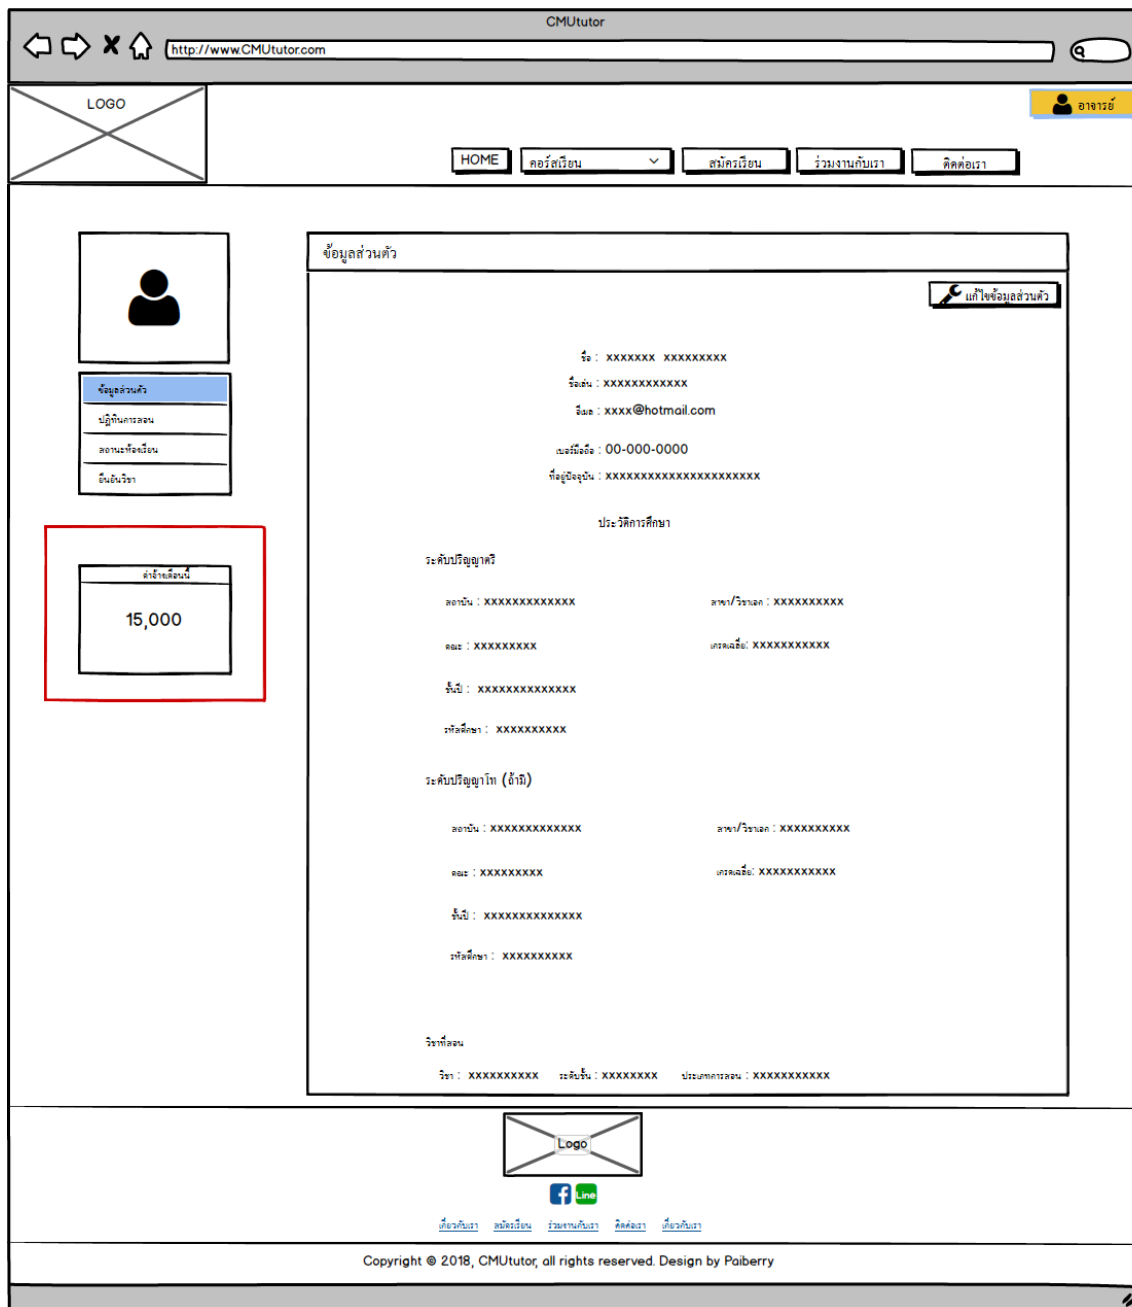 CMUtutor
http://www.CMUtutor.com
LOGO
อาจารย์
HOME คอร์สเรียน สมัครเรียน ร่วมงานกับเรา ติดต่อเรา
ข้อมูลส่วนตัว
แก้ไขข้อมูลส่วนตัว
ข้อมูลส่วนตัว
ปฏิทินการสอน
สถานะห้องเรียน
ยืนยันวิชา
ค่าจ้างเดือนนี้
15,000
ชื่อ : xxxxxxx xxxxxxxxx
ชื่อเล่น : xxxxxxxxxxxx
อีเมล : xxxx@hotmail.com
เบอร์มือถือ : 00-000-0000
ที่อยู่ปัจจุบัน : xxxxxxxxxxxxxxxxxxxxxx
ประวัติการศึกษา
ระดับปริญญาตรี
สถาบัน : xxxxxxxxxxxxx สาขา/วิชาเอก : xxxxxxxxxx
คณะ : xxxxxxxxx เกรดเฉลี่ย: xxxxxxxxxxx
ชั้นปี : xxxxxxxxxxxxxx
รหัสศึกษา : xxxxxxxxxx
ระดับปริญญาโท (ถ้ามี)
สถาบัน : xxxxxxxxxxxxx สาขา/วิชาเอก : xxxxxxxxxx
คณะ : xxxxxxxxx เกรดเฉลี่ย: xxxxxxxxxxx
ชั้นปี : xxxxxxxxxxxxxx
รหัสศึกษา : xxxxxxxxxx
วิชาที่สอน
วิชา : xxxxxxxxxx ระดับชั้น : xxxxxxxx ประเภทการสอน : xxxxxxxxxxx
Logo
f Line
เกี่ยวกับเรา สมัครเรียน ร่วมงานกับเรา ติดต่อเรา เกี่ยวกับเรา
Copyright © 2018, CMUtutor, all rights reserved. Design by Paiberry